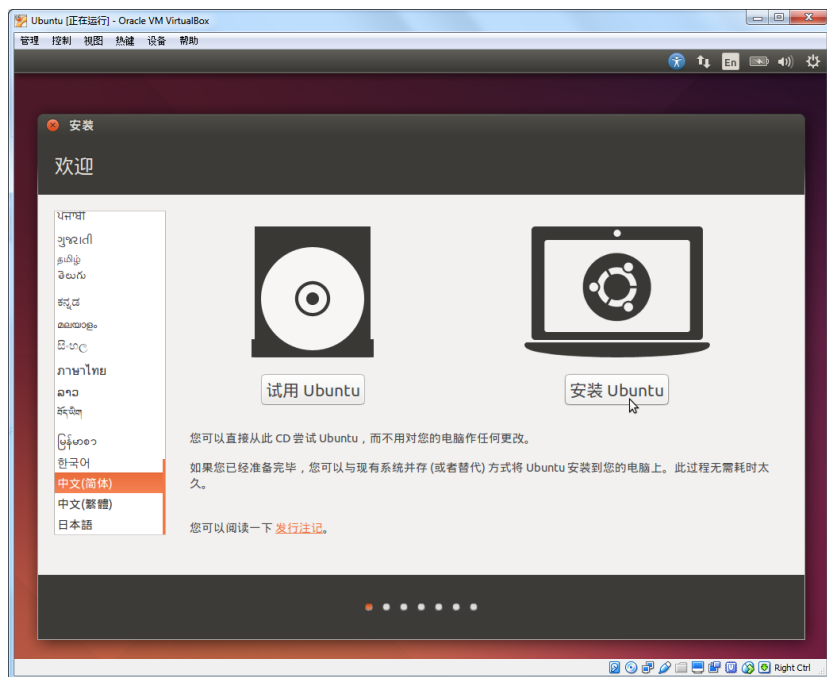 Ubuntu [正在运行] - Oracle VM VirtualBox
管理 控制 视图 热键 设备 帮助
En
安装
欢迎
ਪੰਜਾਬੀ
ગુજરાતી
தமிழ்
తెలుగు
ಕನ್ನಡ
മലയാളം
සිංහල
ภาษาไทย
ລາວ
མྱན་མའི
မြန်မာစာ
한국어
中文(简体)
中文(繁體)
日本語
试用 Ubuntu
安装 Ubuntu
您可以直接从此 CD 尝试 Ubuntu，而不用对您的电脑作任何更改。
如果您已经准备完毕，您可以与现有系统并存 (或者替代) 方式将 Ubuntu 安装到您的电脑上。此过程无需耗时太
久。
您可以阅读一下 发行注记。
Right Ctrl